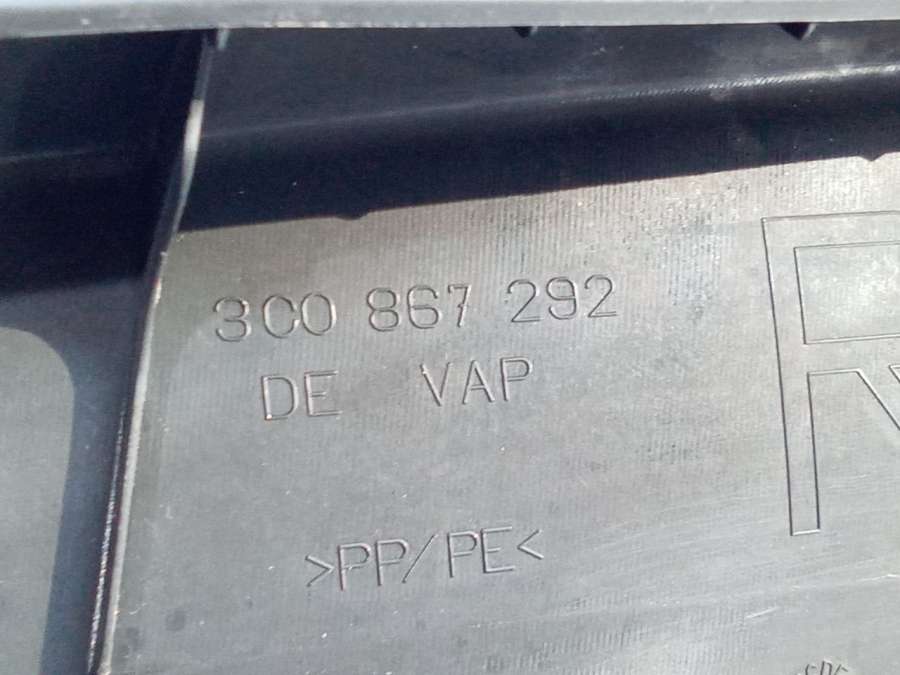 3C0 867 292
R
DE VAP
>PP/PE<